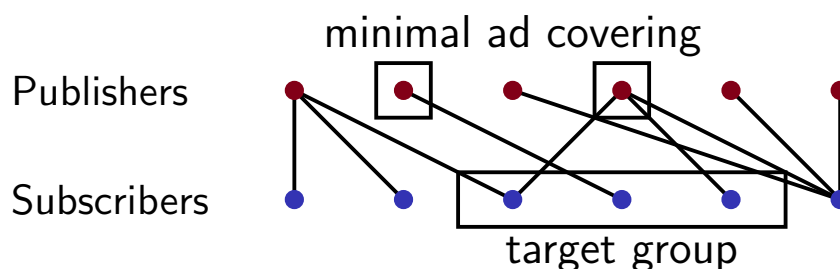 minimal ad covering
Publishers
Subscribers
target group